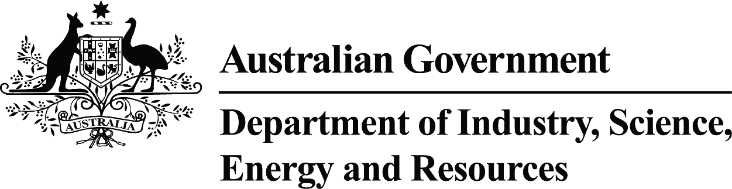 Australian Government
Department of Industry, Science,
Energy and Resources
AUSTRALIA